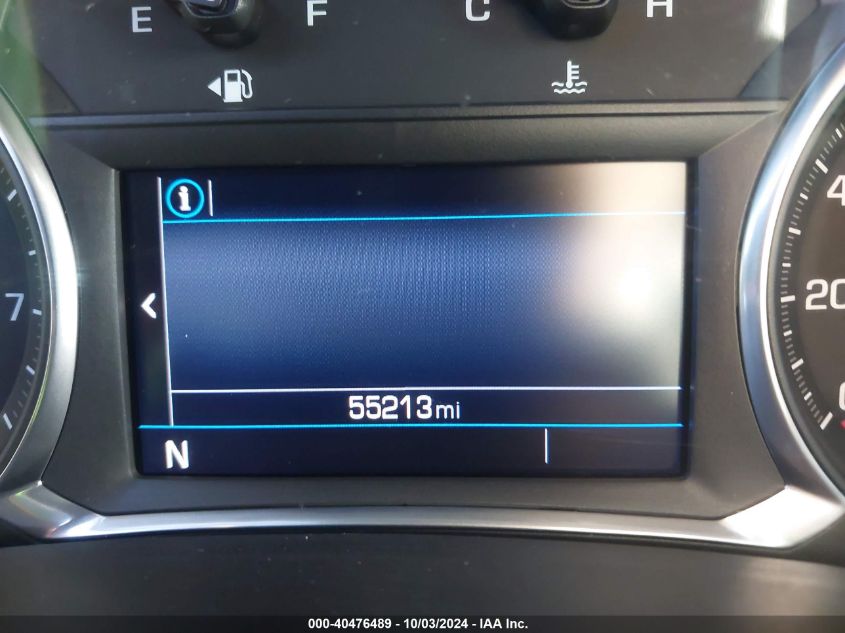 E F C H
i
4
7
20
55213mi
N
000-40476489 - 10/03/2024 - IAA Inc.